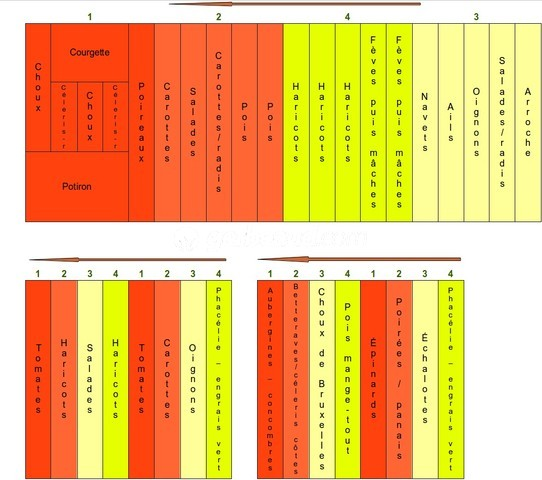 1 2 4 3
Choux
Courgette
Céleris-r
Choux
Céleris-r
Potiron
Poireaux
Carottes
Salades
Carottes/radis
Pois
Pois
Haricots
Haricots
Haricots
Fèves puis mâches
Fèves puis mâches
Navets
Ails
Oignons
Salades/radis
Arroche
1 2 3 4 1 2 3 4
Tomates
Haricots
Salades
Haricots
Tomates
Carottes
Oignons
Phacélie – engrais vert
1 2 3 4 1 2 3 4
Aubergines – concombres
Betteraves/céleris côtes
Choux de Bruxelles
Pois mange-tout
Épinards
Poirées / panais
Échalotes
Phacélie – engrais vert